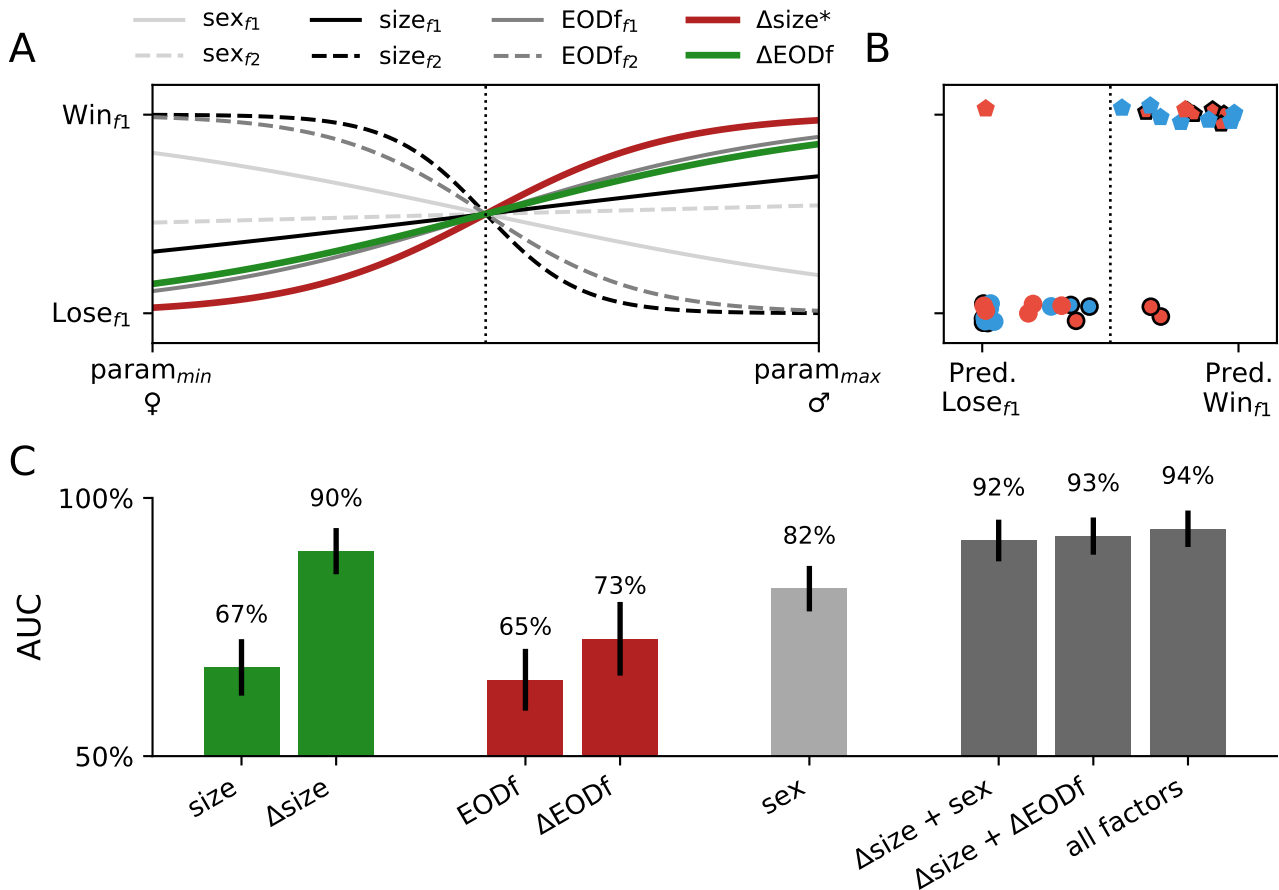 A
sex_f1 size_f1 EODf_f1 Δsize*
sex_f2 size_f2 EODf_f2 ΔEODf
B
Win_f1
Lose_f1
param_min param_max
♀ ♂
Pred. Pred.
Lose_f1 Win_f1
C
100%
50%
AUC
67%
90%
65%
73%
82%
92%
93%
94%
size
Δsize
EODf
ΔEODf
sex
Δsize + sex
Δsize + ΔEODf
all factors